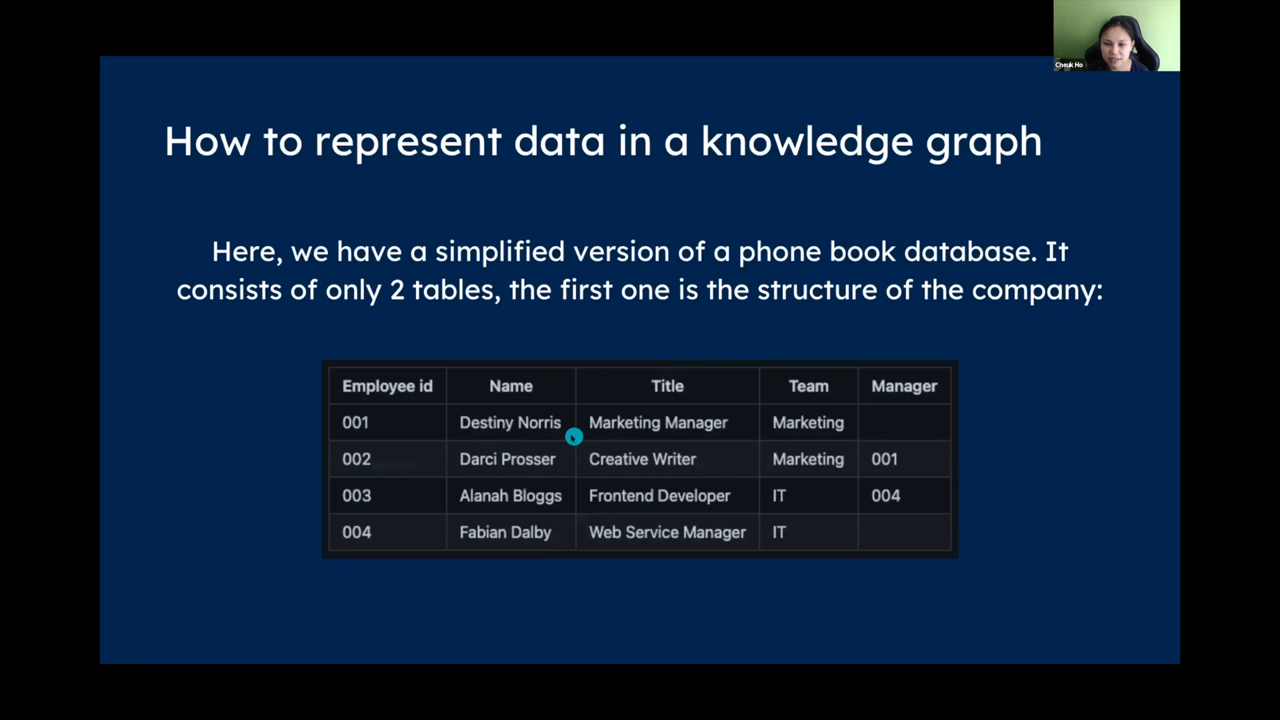 Cheuk Ho
How to represent data in a knowledge graph
Here, we have a simplified version of a phone book database. It
consists of only 2 tables, the first one is the structure of the company:
Employee id Name Title Team Manager
001 Destiny Norris Marketing Manager Marketing
002 Darci Prosser Creative Writer Marketing 001
003 Alanah Bloggs Frontend Developer IT 004
004 Fabian Dalby Web Service Manager IT